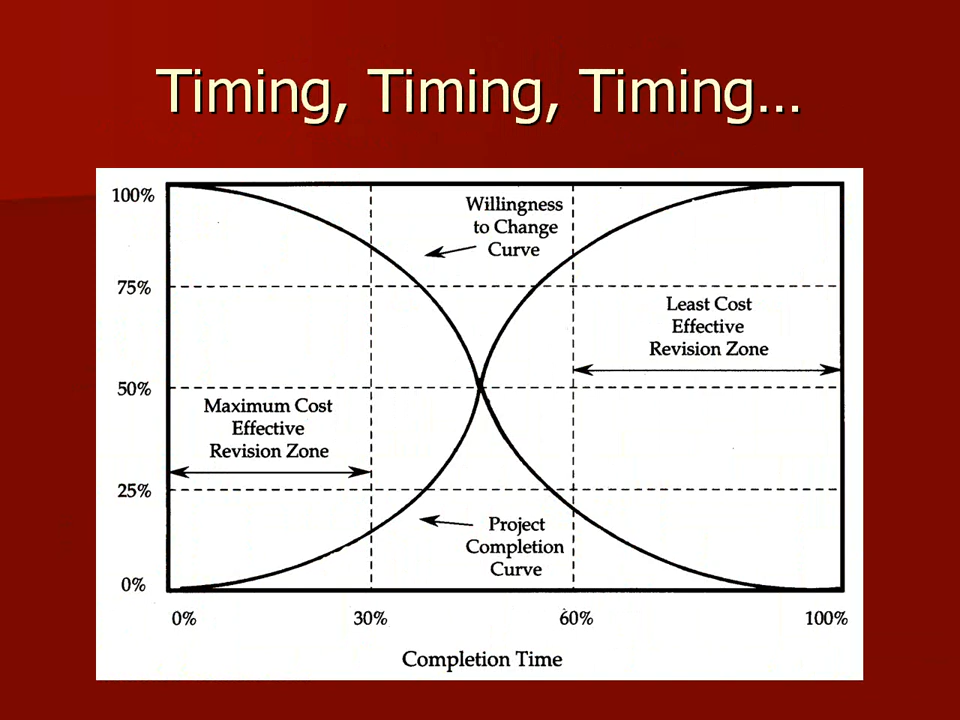 Timing, Timing, Timing...
100%
Willingness
to Change
Curve
75%
Least Cost
Effective
Revision Zone
50%
Maximum Cost
Effective
Revision Zone
25%
Project
Completion
Curve
0%
0%
30%
60%
100%
Completion Time